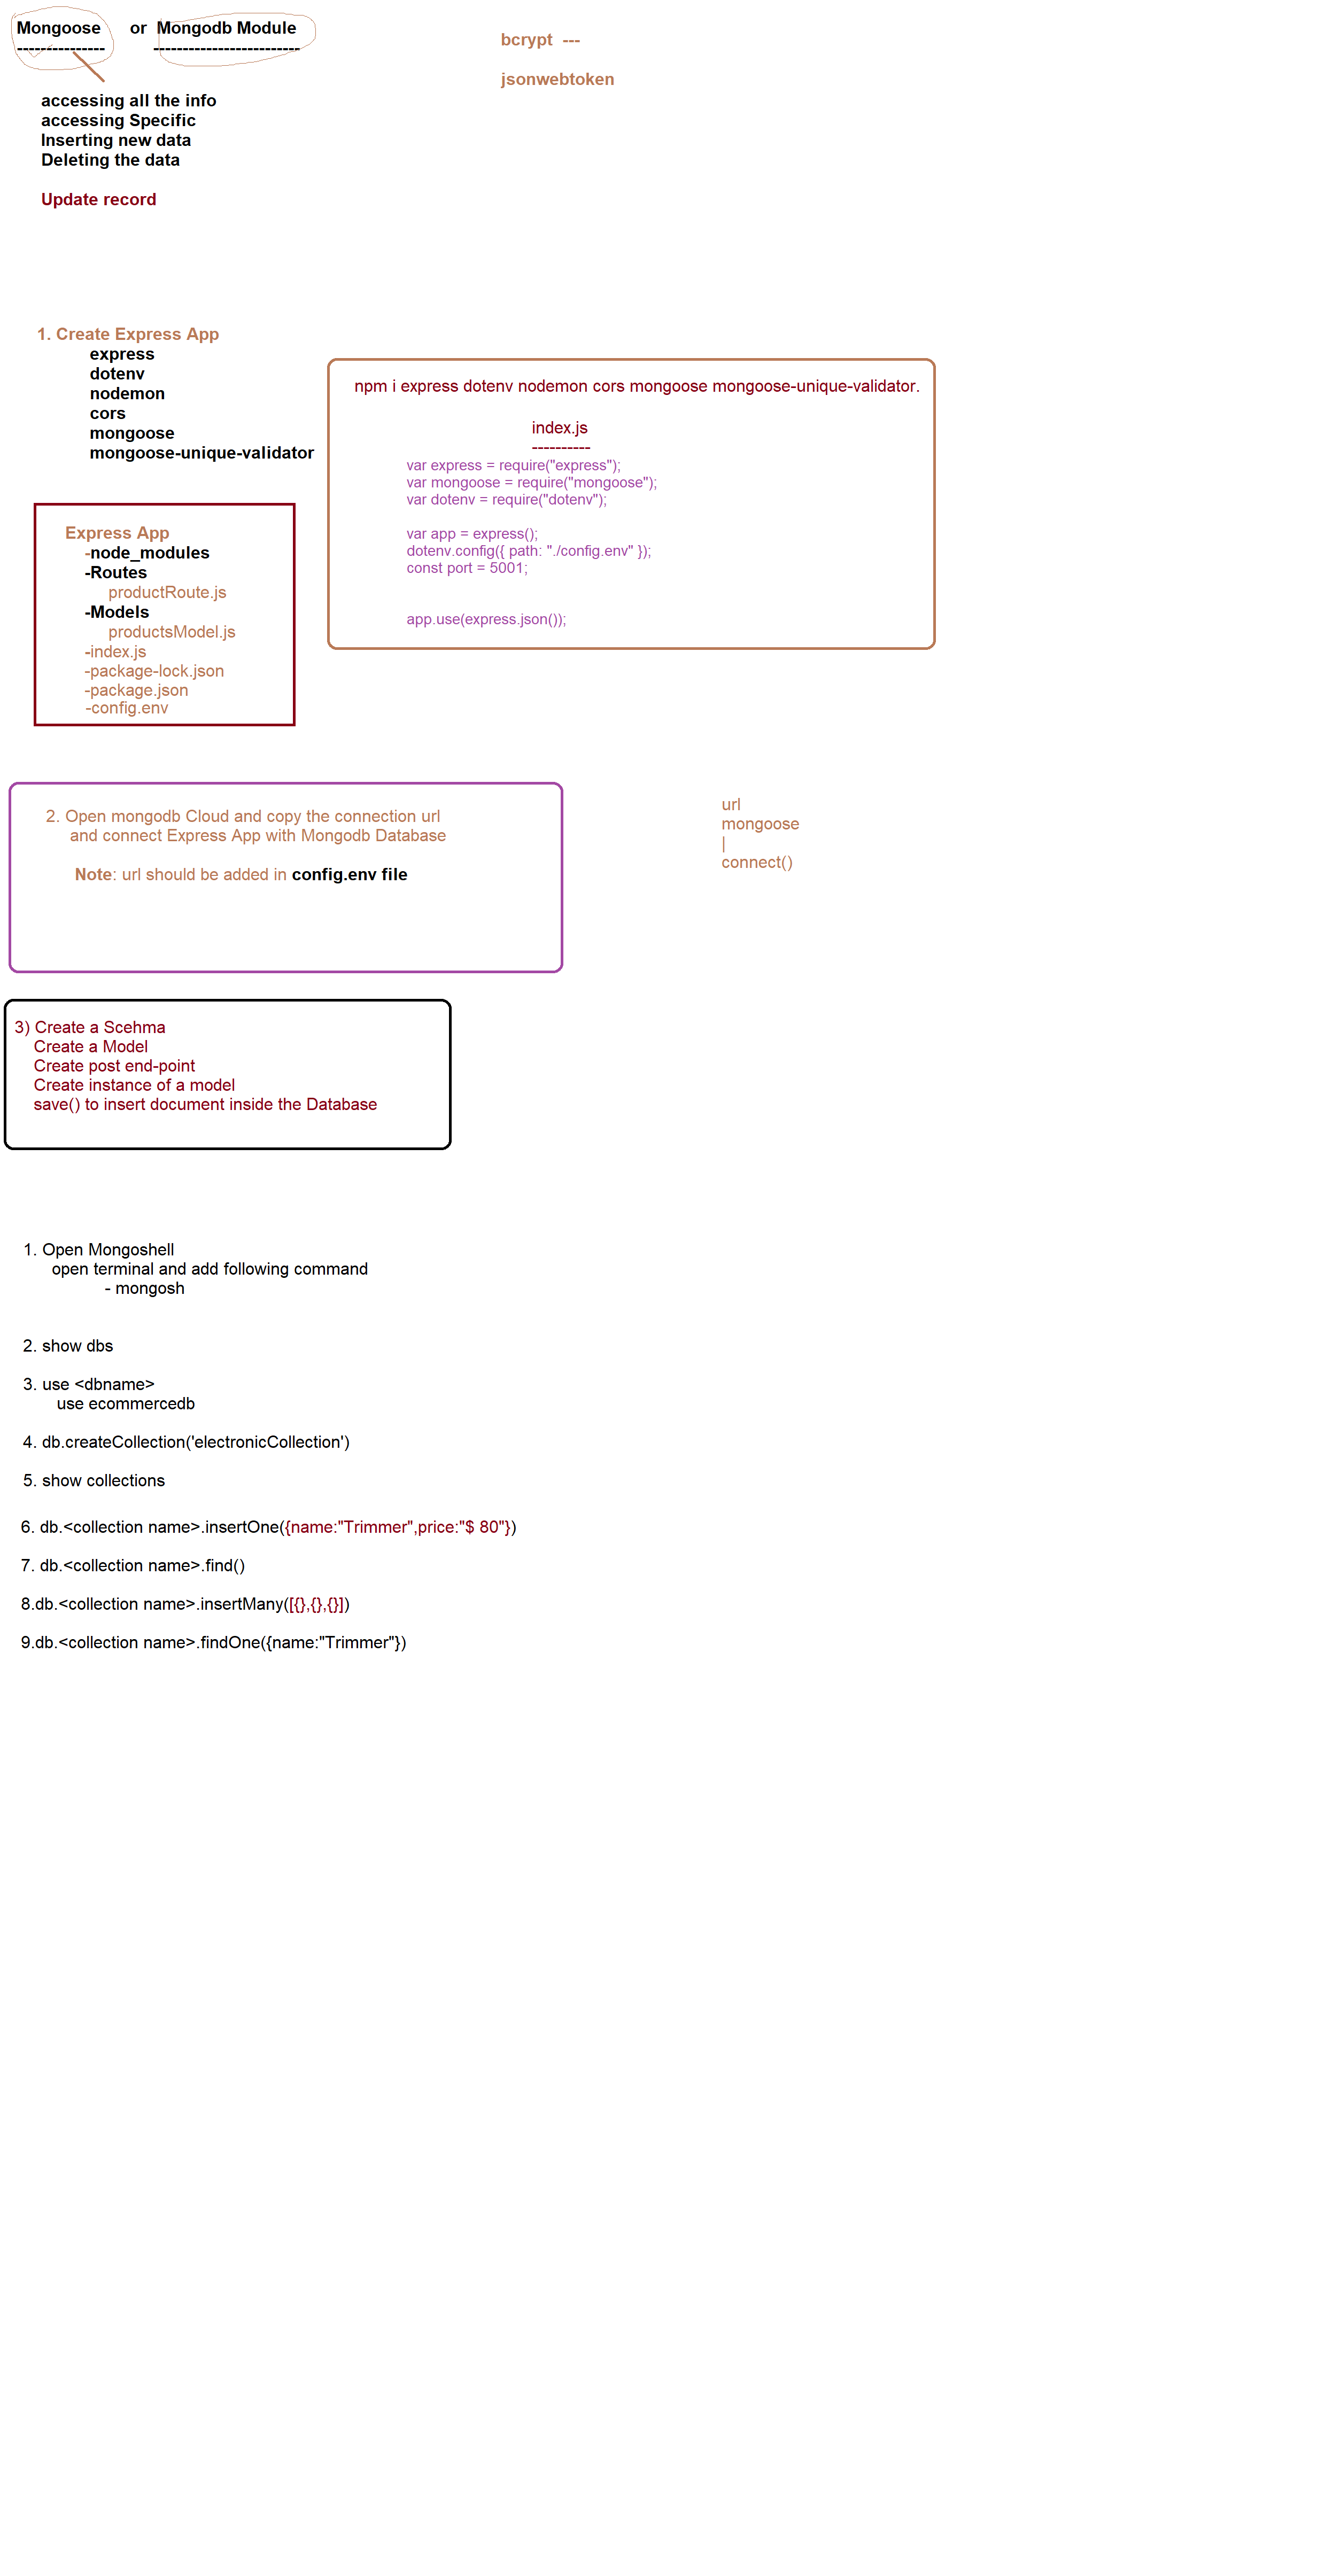 Mongoose or Mongodb Module
--------------- -------------------------
bcrypt ---
jsonwebtoken
accessing all the info
accessing Specific
Inserting new data
Deleting the data
Update record
1. Create Express App
express
dotenv
nodemon
cors
mongoose
mongoose-unique-validator
npm i express dotenv nodemon cors mongoose mongoose-unique-validator.
index.js
----------
var express = require("express");
var mongoose = require("mongoose");
var dotenv = require("dotenv");
var app = express();
dotenv.config({ path: "./config.env" });
const port = 5001;
app.use(express.json());
Express App
-node_modules
-Routes
productRoute.js
-Models
productsModel.js
-index.js
-package-lock.json
-package.json
-config.env
2. Open mongodb Cloud and copy the connection url
and connect Express App with Mongodb Database
Note: url should be added in config.env file
url
mongoose
|
connect()
3) Create a Scehma
Create a Model
Create post end-point
Create instance of a model
save() to insert document inside the Database
1. Open Mongoshell
open terminal and add following command
- mongosh
2. show dbs
3. use <dbname>
use ecommercedb
4. db.createCollection('electronicCollection')
5. show collections
6. db.<collection name>.insertOne({name:"Trimmer",price:"$ 80"})
7. db.<collection name>.find()
8.db.<collection name>.insertMany([{},{},{}])
9.db.<collection name>.findOne({name:"Trimmer"})